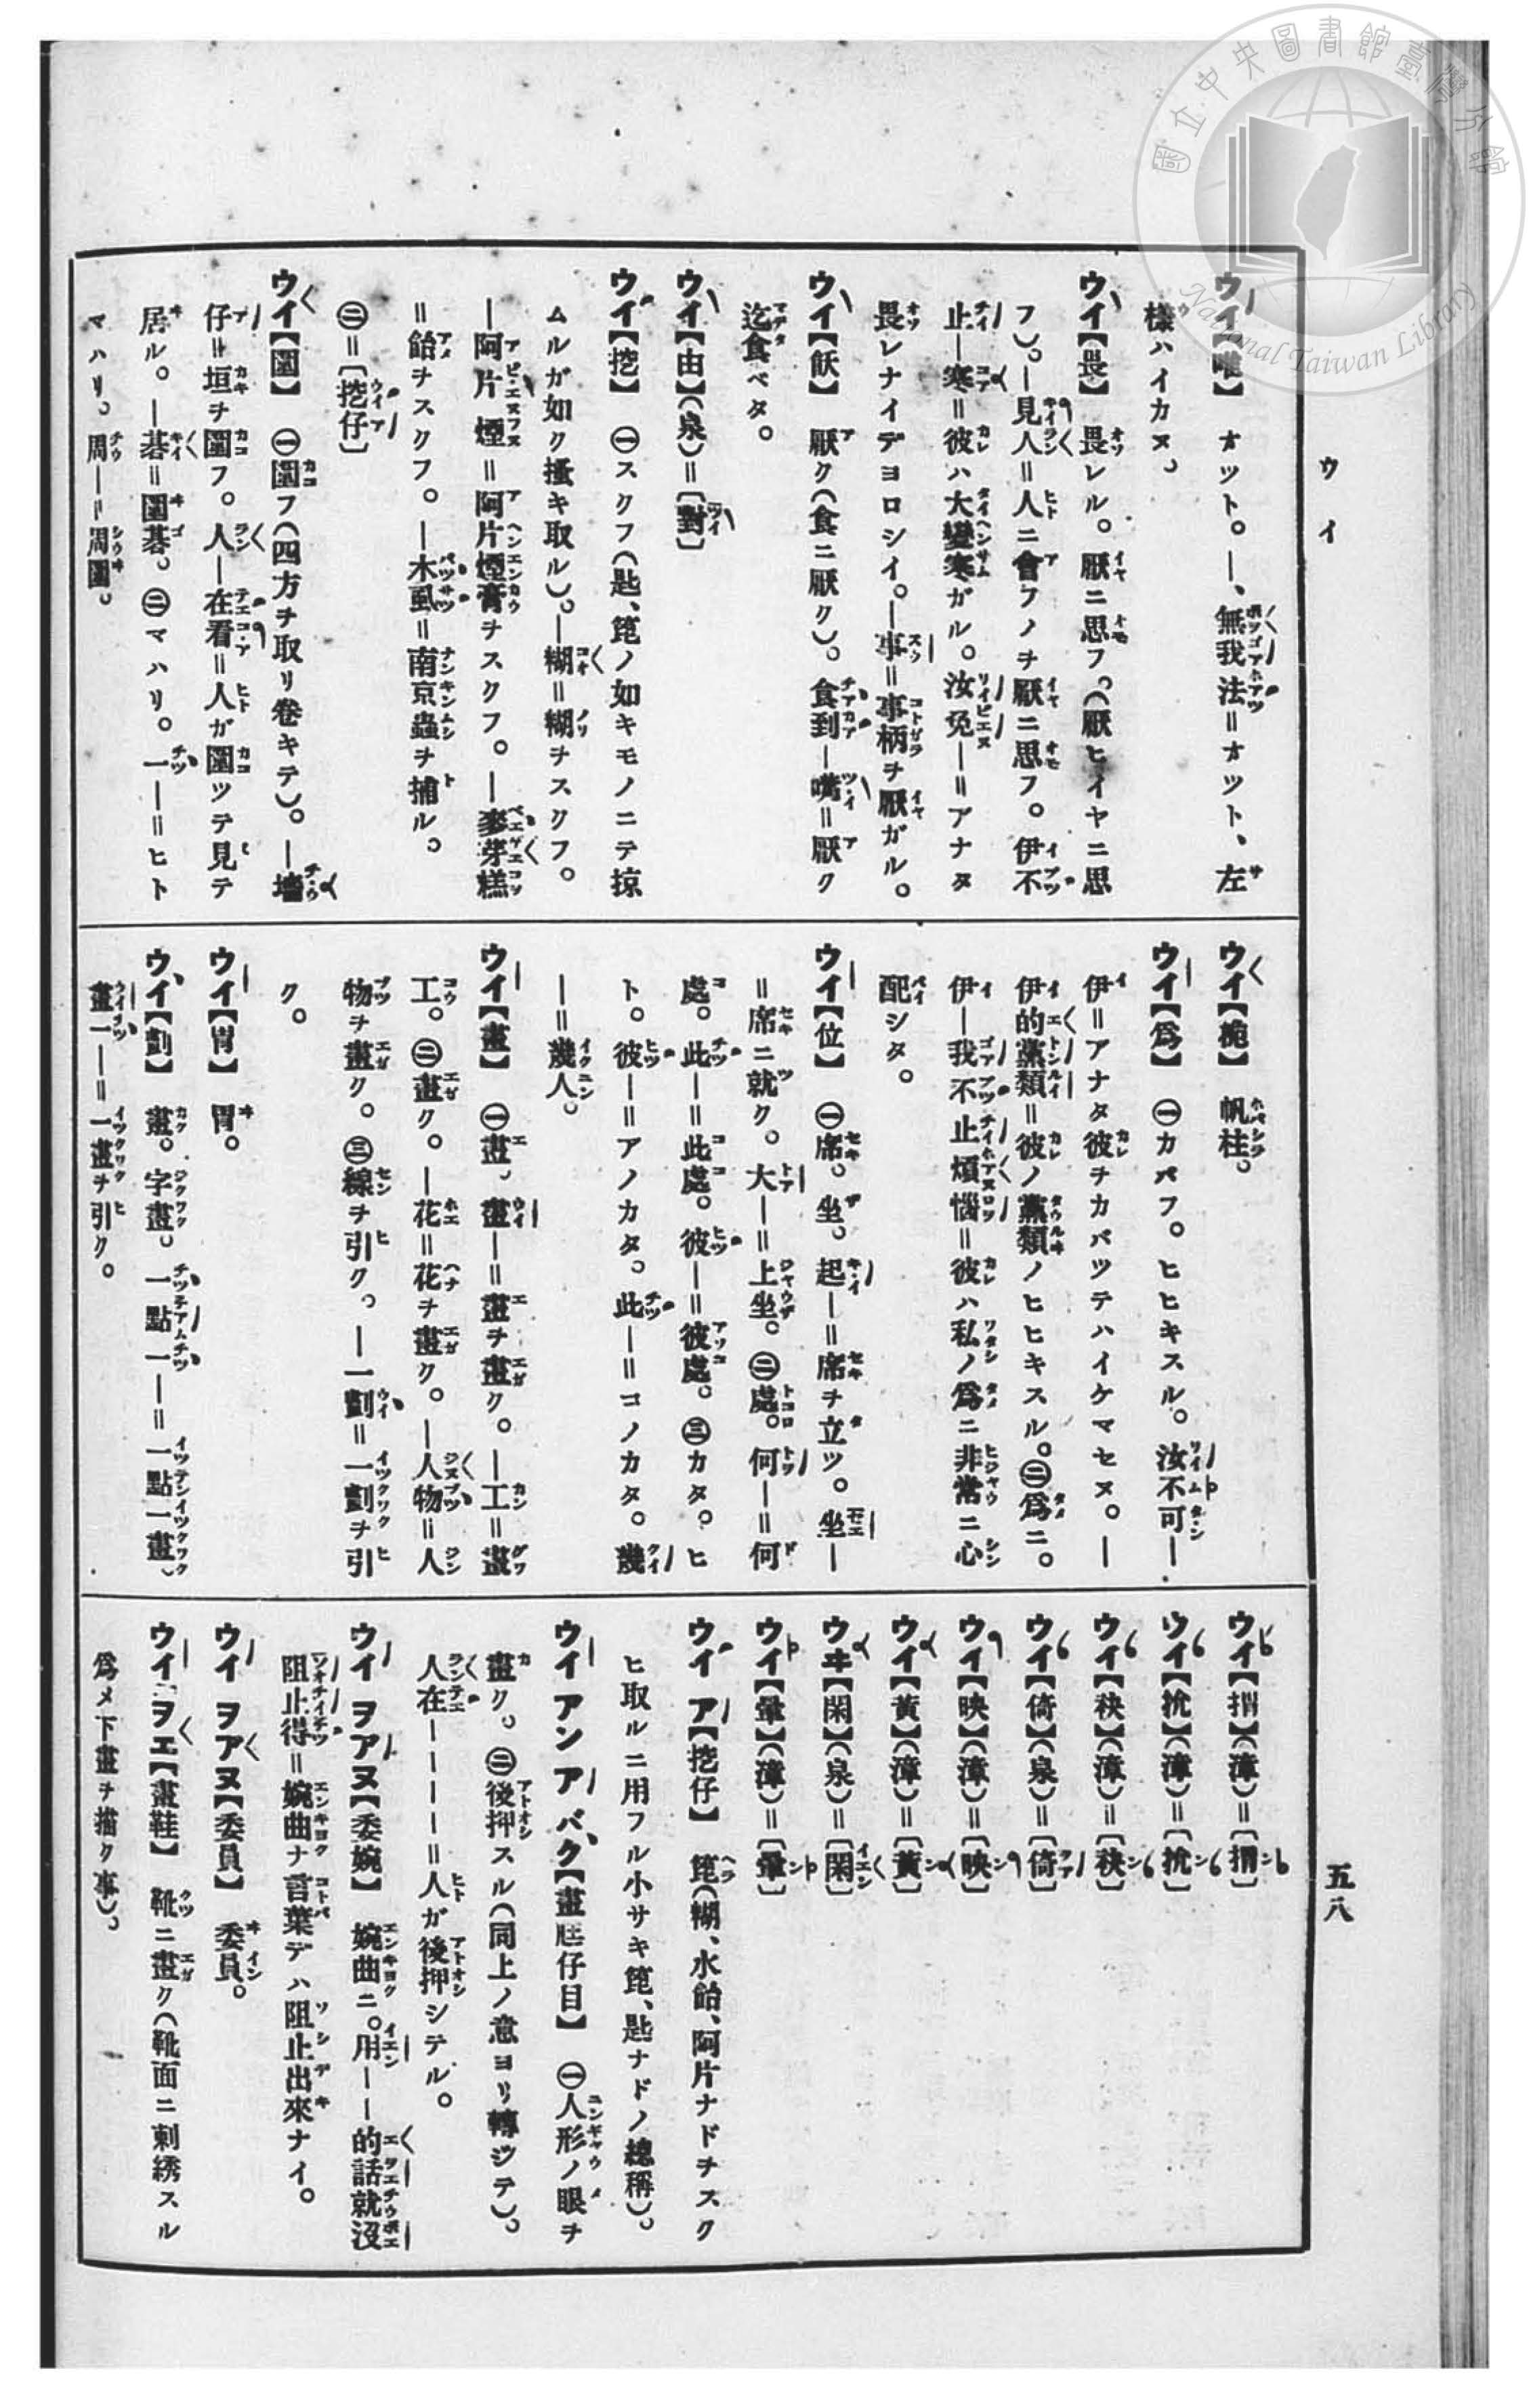 ウイ
五八
ウイ【唯】 オット。―、無我法=オット、左
樣ハイカヌ。
ウイ【畏】 畏レル。厭ニ思フ。(厭ヒイヤニ思
フ)。―見人=人ニ會フノヲ厭ニ思フ。伊不
止―寒=彼ハ大變寒ガル。汝免―=アナタ
畏レナイデヨロシイ。―事=事柄ヲ厭ガル。
ウイ【飫】 厭ク(食ニ厭ク)。食到―嘴=厭ク
迄食ベタ。
ウイ【由】(泉)=〔對〕
ウイ【挖】 ㊀スクフ(匙、篦ノ如キモノニテ掠
ムルガ如ク搔キ取ル)。―糊=糊ヲスクフ。
―阿片煙=阿片煙膏ヲスクフ。―麥芽糕
=飴ヲスクフ。―木虱=南京蟲ヲ捕ル。
㊁=〔挖仔〕
ウイ【圍】 ㊀圍フ(四方ヲ取リ卷キテ)。―墻
仔=垣ヲ圍フ。人―在看=人ガ圍ツテ見テ
居ル。―棊=圍碁。㊁マハリ。一―=ヒト
マハリ。周―=周圍。
ウイ【桅】 帆柱。
ウイ【爲】 ㊀カバフ。ヒヒキスル。汝不可―
伊=アナタ彼ヲカバツテハイケマセヌ。―
伊的黨類=彼ノ黨類ノヒヒキスル。㊁爲ニ。
伊―我不止煩惱=彼ハ私ノ爲ニ非常ニ心
配シタ。
ウイ【位】 ㊀席。坐。起―=席ヲ立ツ。坐―
=席ニ就ク。大―=上坐。㊁處。何―=何
處。此―=此處。彼―=彼處。㊂カタ。ヒ
ト。彼―=アノカタ。此―=コノカタ。幾
―=幾人。
ウイ【畫】 ㊀畫。畫―=畫ヲ畫ク。―工=畫
工。㊁畫ク。―花=花ヲ畫ク。―人物=人
物ヲ畫ク。㊂線ヲ引ク。―一劃=一劃ヲ引
ク。
ウイ【胃】 胃。
ウイ【劃】 畫。字畫。一點一―=一點一畫。
畫一―=一畫ヲ引ク。
ウイ【搰】(漳)=〔搰〕
ウイ【抗】(漳)=〔抗〕
ウイ【秧】(漳)=〔秧〕
ウイ【倚】(泉)=〔倚〕
ウイ【映】(漳)=〔映〕
ウイ【黃】(漳)=〔黃〕
ウヰ【閑】(泉)=〔閑〕
ウイ【暈】(漳)=〔暈〕
ウイ ア【挖仔】 篦(糊、水飴、阿片ナドヲスク
ヒ取ルニ用フル小サキ篦、匙ナドノ總稱)。
ウイ アン ア バク【畫尫仔目】 ㊀人形ノ眼ヲ
畫ク。㊁後押スル(同上ノ意ヨリ轉ジテ)。
人在――――=人ガ後押シテル。
ウイ ヲアヌ【委婉】 婉曲ニ。用――的話就沒
阻止得=婉曲ナ言葉デハ阻止出來ナイ。
ウイ ヲアヌ【委員】 委員。
ウイ ヲエ【畫鞋】 靴ニ畫ク(靴面ニ刺綉スル
爲メ下畫ヲ描ク事)。